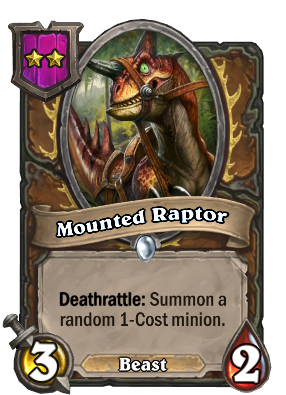 Mounted Raptor
Deathrattle: Summon a
random 1-Cost minion.
3
Beast
2